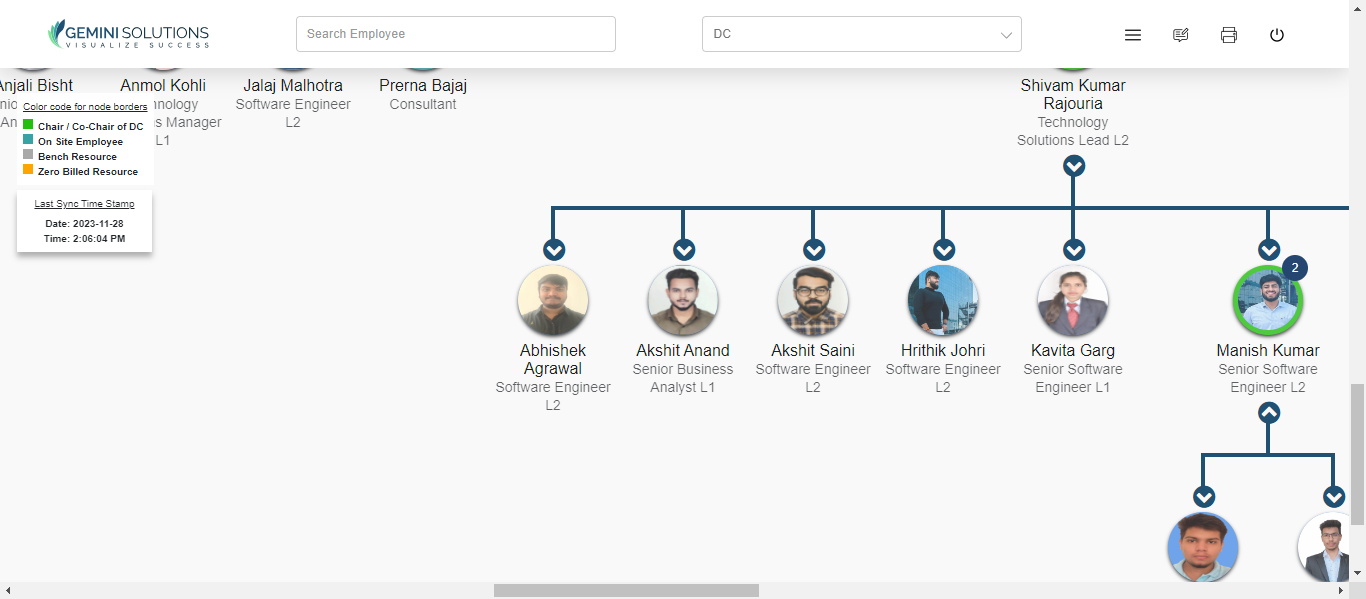 GEMINI SOLUTIONS
VISUALIZE SUCCESS
Search Employee
DC
Anjali Bisht
Anmol Kohli
s Manager
L1
Jalaj Malhotra
Software Engineer
L2
Prerna Bajaj
Consultant
Shivam Kumar
Rajouria
Technology
Solutions Lead L2
Color code for node borders
Chair / Co-Chair of DC
On Site Employee
Bench Resource
Zero Billed Resource
Last Sync Time Stamp
Date: 2023-11-28
Time: 2:06:04 PM
Abhishek
Agrawal
Software Engineer
L2
Akshit Anand
Senior Business
Analyst L1
Akshit Saini
Software Engineer
L2
Hrithik Johri
Software Engineer
L2
Kavita Garg
Senior Software
Engineer L1
2
Manish Kumar
Senior Software
Engineer L2